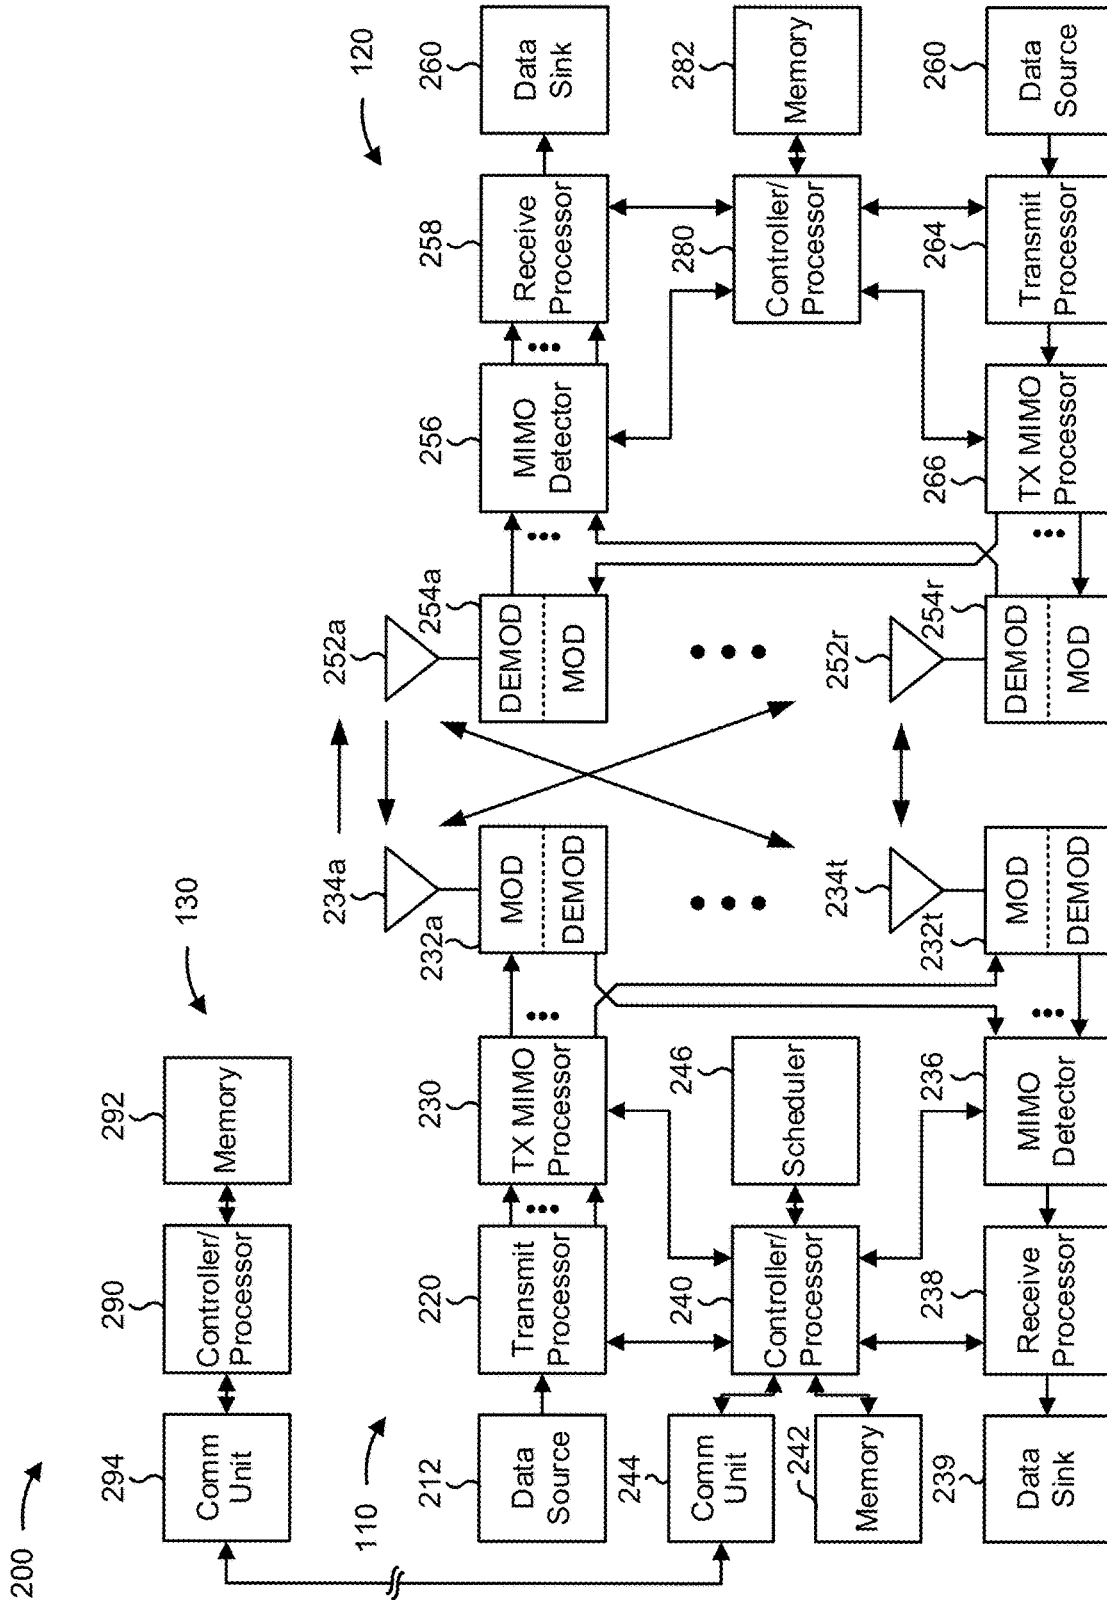 200
294
Comm
Unit
290
Controller/
Processor
292
Memory
130
110
212
Data
Source
220
Transmit
Processor
230
TX MIMO
Processor
232a
MOD
DEMOD
234a
252a
254a
DEMOD
MOD
256
MIMO
Detector
258
Receive
Processor
260
Data
Sink
120
244
Comm
Unit
242
Memory
240
Controller/
Processor
246
Scheduler
280
Controller/
Processor
282
Memory
239
Data
Sink
238
Receive
Processor
236
MIMO
Detector
232t
MOD
DEMOD
234t
252r
254r
DEMOD
MOD
266
TX MIMO
Processor
264
Transmit
Processor
260
Data
Source